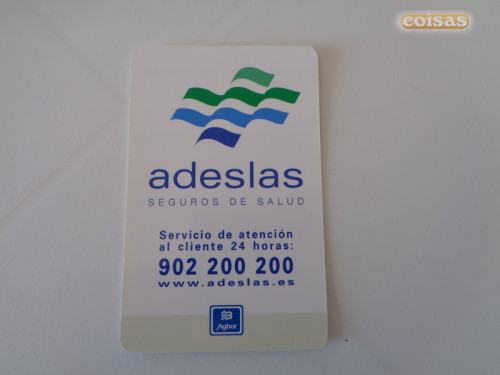 coisas
adeslas
SEGUROS DE SALUD
Servicio de atención
al cliente 24 horas:
902 200 200
www.adeslas.es
Agbar